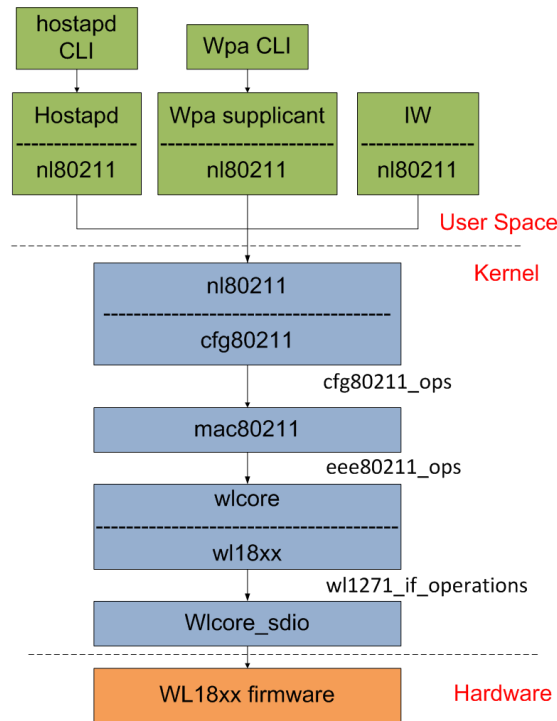 hostapd
CLI
Wpa CLI
Hostapd
nl80211
Wpa supplicant
nl80211
IW
nl80211
User Space
Kernel
nl80211
cfg80211
cfg80211_ops
mac80211
eee80211_ops
wlcore
wl18xx
wl1271_if_operations
Wlcore_sdio
WL18xx firmware
Hardware